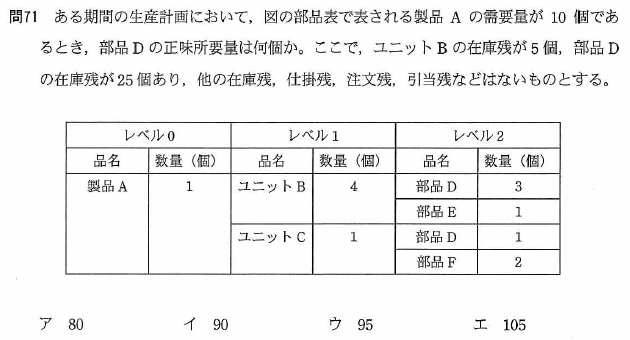 問71 ある期間の生産計画において，図の部品表で表される製品 A の需要量が 10 個であ
るとき，部品 D の正味所要量は何個か。ここで，ユニット B の在庫残が 5 個，部品 D
の在庫残が 25 個あり，他の在庫残，仕掛残，注文残，引当残などはないものとする。
レベル 0 レベル 1 レベル 2
品名 数量（個） 品名 数量（個） 品名 数量（個）
製品 A 1 ユニット B 4 部品 D 3
部品 E 1
ユニット C 1 部品 D 1
部品 F 2
ア 80 イ 90 ウ 95 エ 105